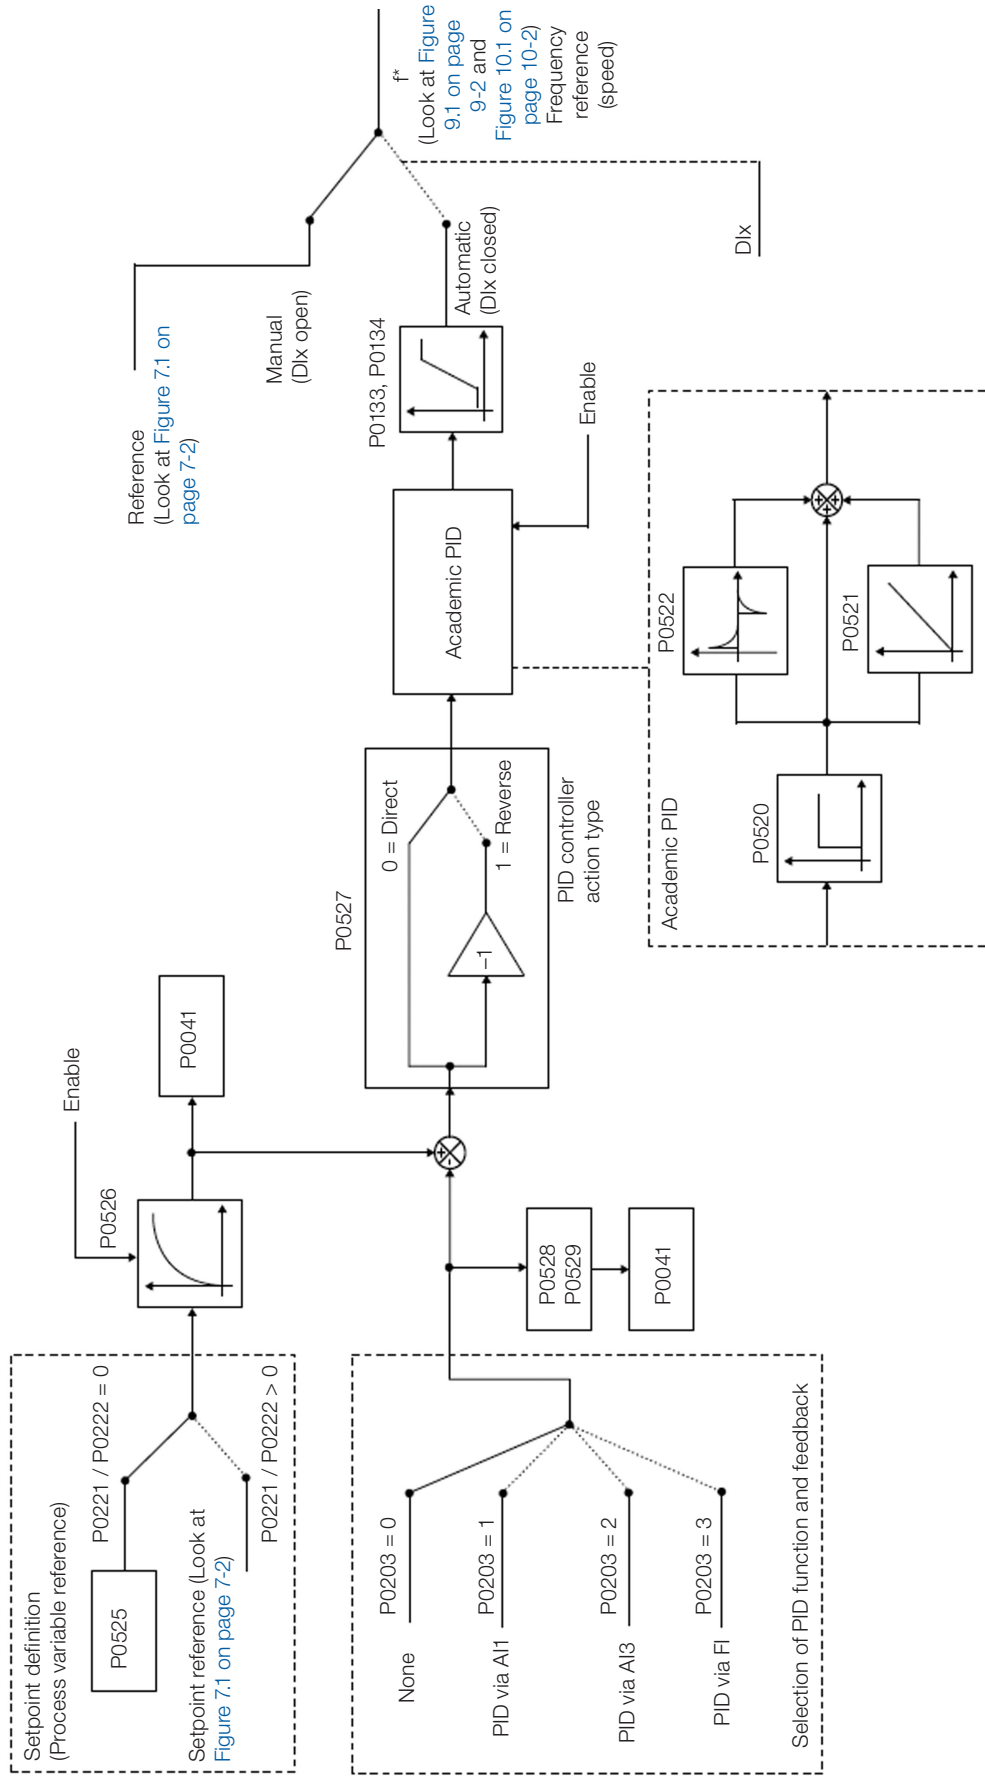 Setpoint definition
(Process variable reference)
P0525
P0221 / P0222 = 0
Setpoint reference (Look at
Figure 7.1 on page 7-2)
P0221 / P0222 > 0
P0526
Enable
P0041
None
P0203 = 0
PID via AI1
P0203 = 1
PID via AI3
P0203 = 2
PID via FI
P0203 = 3
Selection of PID function and feedback
P0528
P0529
P0041
+
-
P0527
0 = Direct
-1
1 = Reverse
PID controller
action type
Academic PID
Enable
P0133, P0134
Reference
(Look at Figure 7.1 on
page 7-2)
Manual
(DIx open)
Automatic
(DIx closed)
DIx
f*
(Look at Figure
9.1 on page
9-2 and
Figure 10.1 on
page 10-2)
Frequency
reference
(speed)
Academic PID
P0520
P0522
P0521
+
+
+